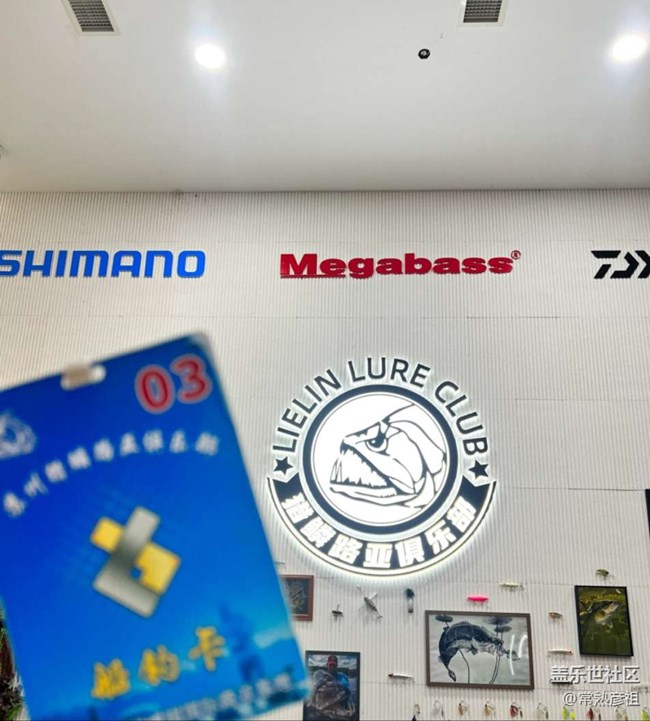 SHIMANO
Megabass®
LIELIN LURE CLUB
猎鳞路亚俱乐部
03
船钓卡
盖乐世社区
@常熟彦祖